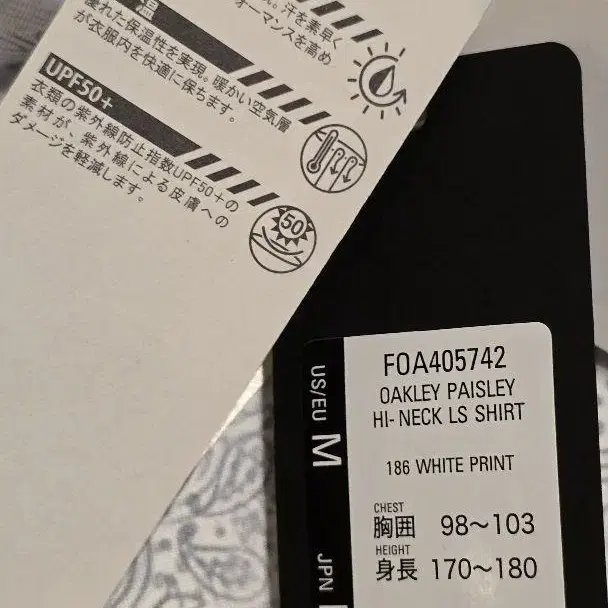 。汗を素早く
オーマンスを高め
温
優れた保温性を実現。暖かい空気層
が衣服内を快適に保ちます。
UPF50+
衣類の紫外線防止指数UPF50+の
素材が、紫外線による皮膚への
ダメージを軽減します。
50
US/EU M
JPN
FOA405742
OAKLEY PAISLEY
HI-NECK LS SHIRT
186 WHITE PRINT
CHEST
胸囲 98～103
HEIGHT
身長 170～180